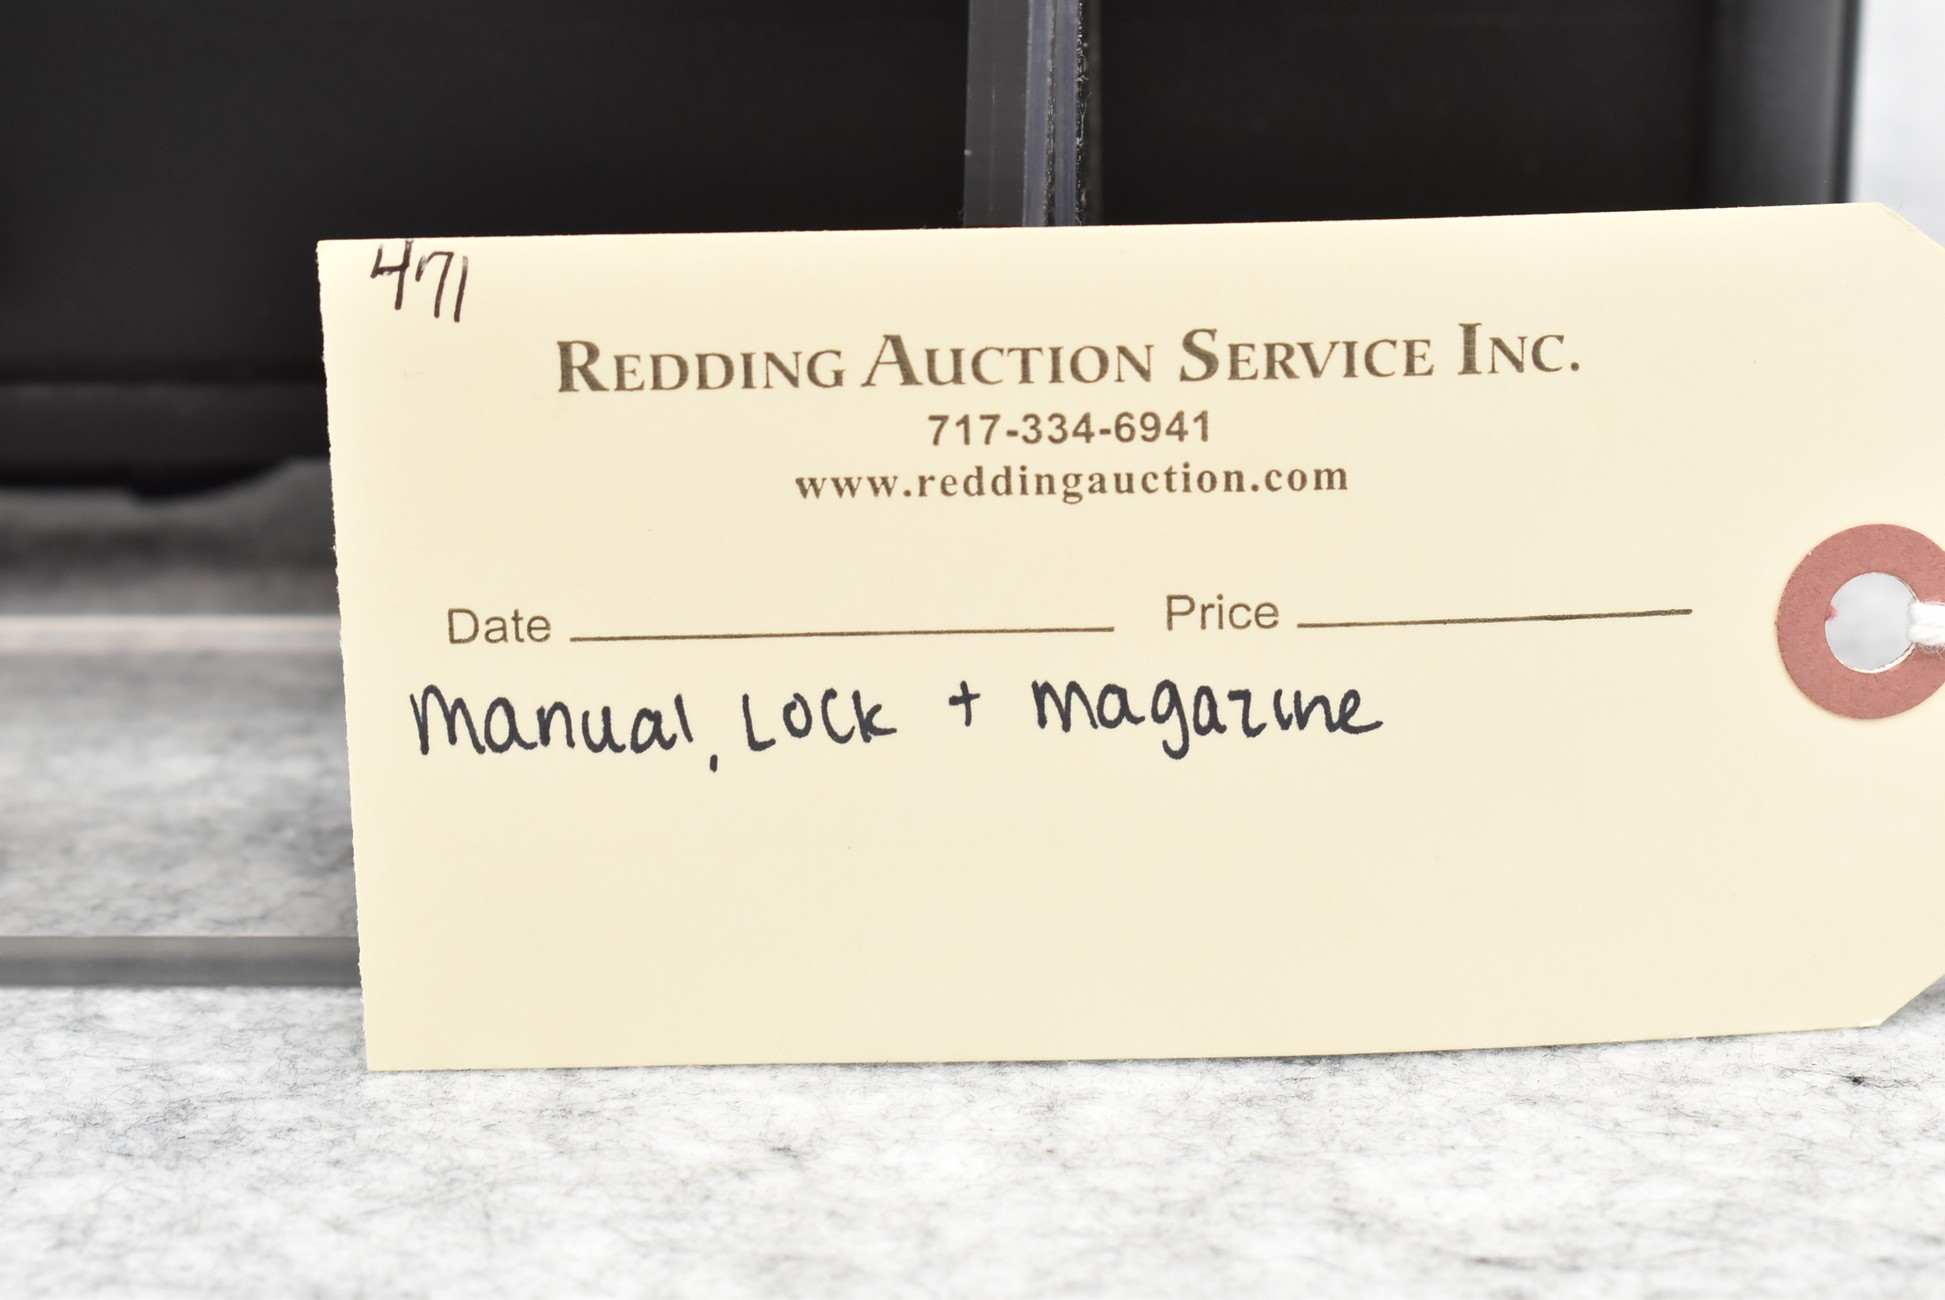 471
REDDING AUCTION SERVICE INC.
717-334-6941
www.reddingauction.com
Date Price
Manual, Lock + Magazine